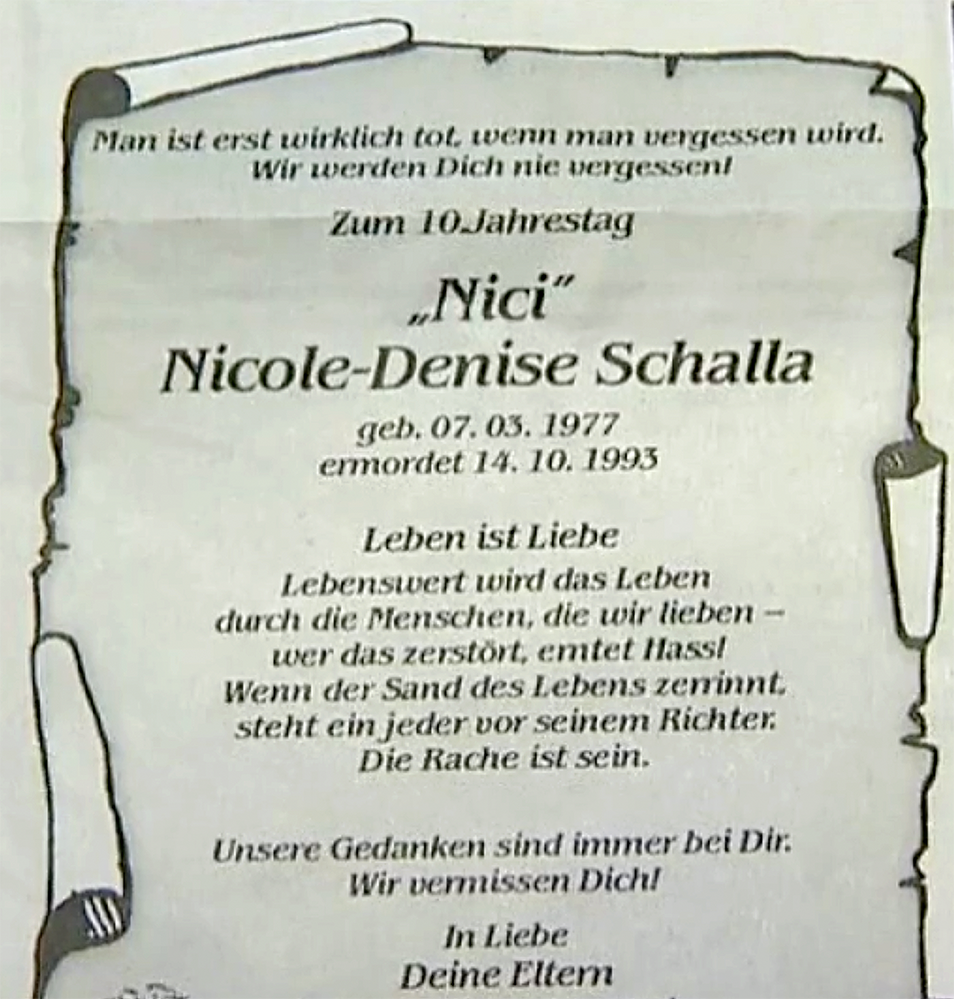 Man ist erst wirklich tot, wenn man vergessen wird.
Wir werden Dich nie vergessen!
Zum 10.Jahrestag
„Nici“
Nicole-Denise Schalla
geb. 07. 03. 1977
ermordet 14. 10. 1993
Leben ist Liebe
Lebenswert wird das Leben
durch die Menschen, die wir lieben –
wer das zerstört, erntet Hass!
Wenn der Sand des Lebens zerrinnt,
steht ein jeder vor seinem Richter.
Die Rache ist sein.
Unsere Gedanken sind immer bei Dir.
Wir vermissen Dich!
In Liebe
Deine Eltern